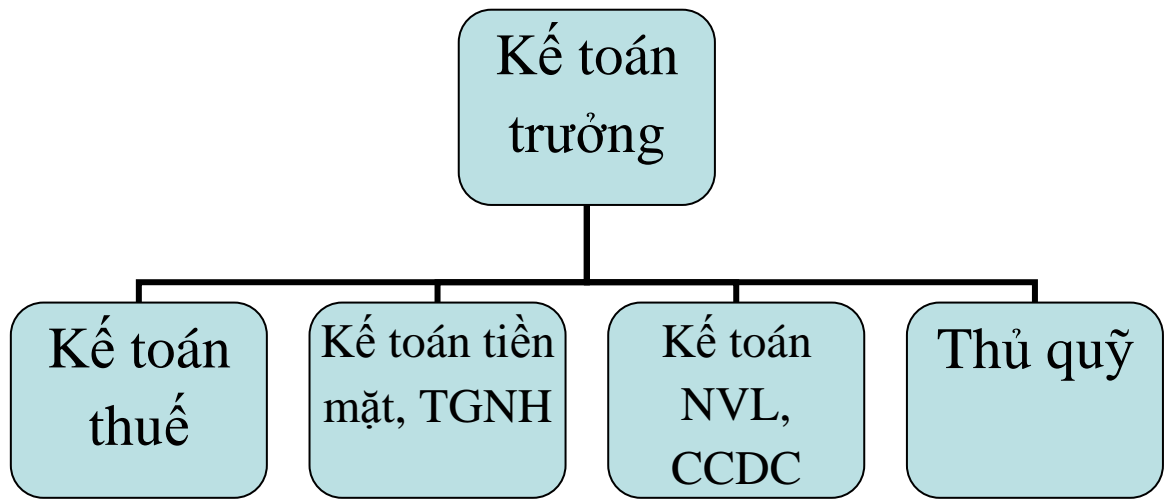 Kế toán
trưởng
Kế toán
thuế
Kế toán tiền
mặt, TGNH
Kế toán
NVL,
CCDC
Thủ quỹ